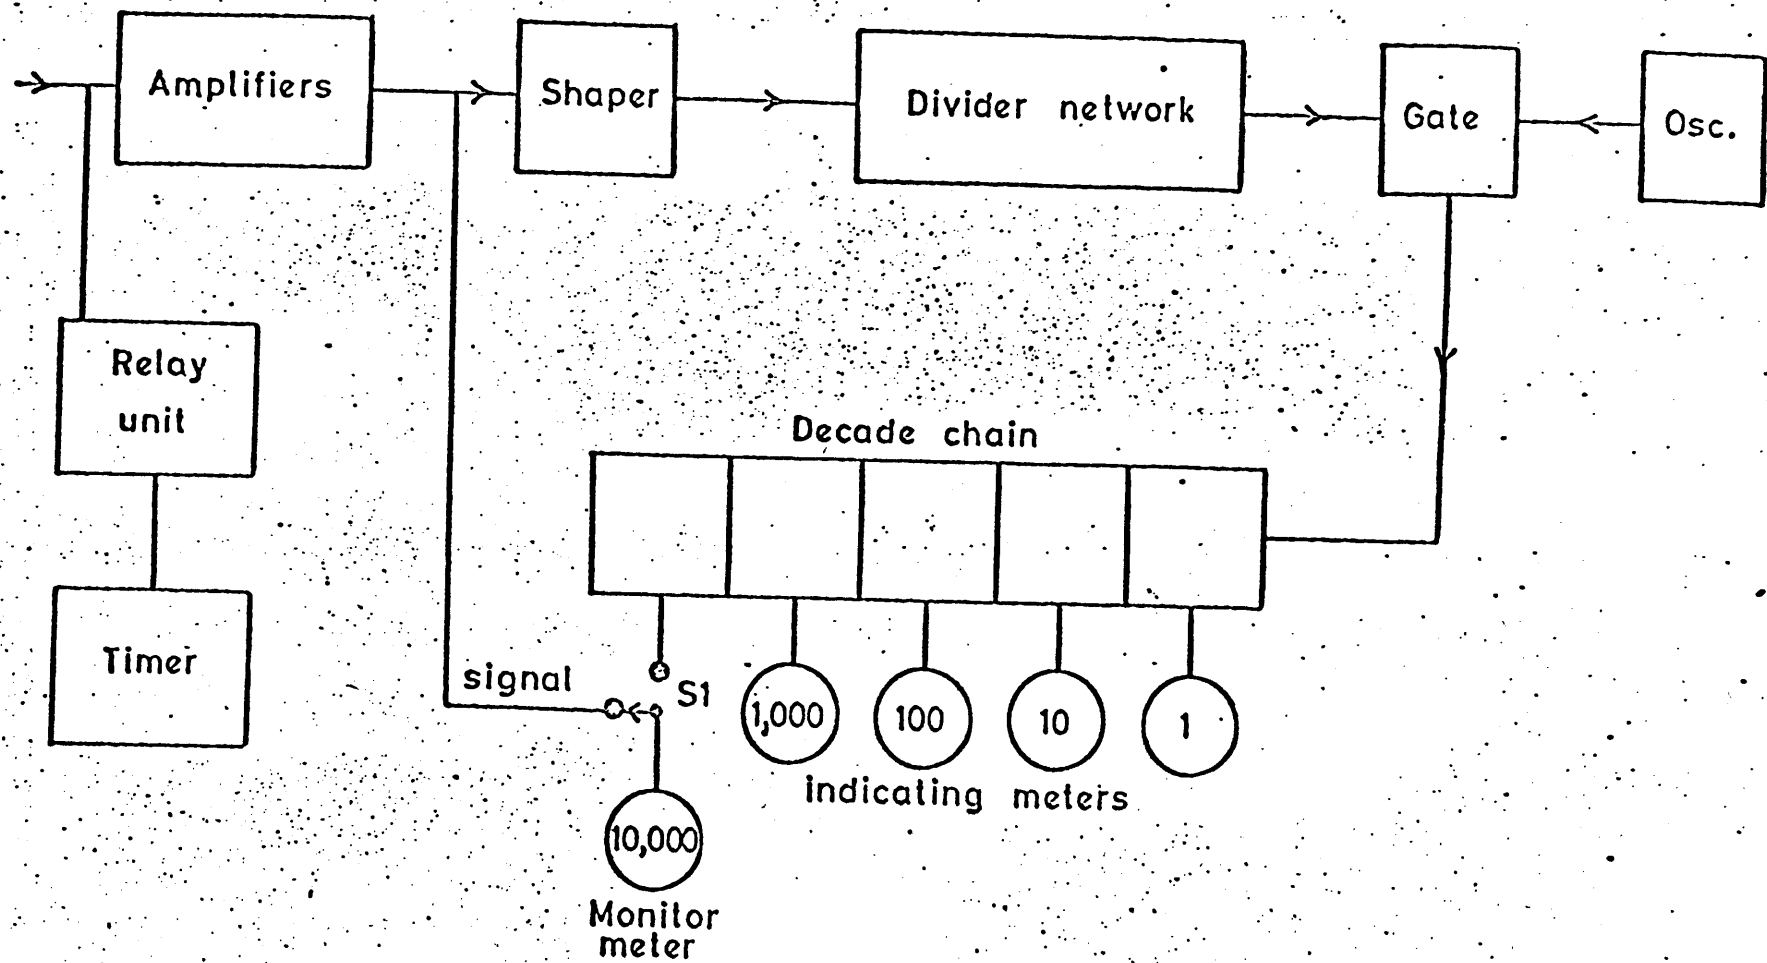 Amplifiers
Shaper
Divider network
Gate
Osc.
Relay
unit
Timer
Decade chain
signal
S1
1,000
100
10
1
indicating meters
10,000
Monitor
meter